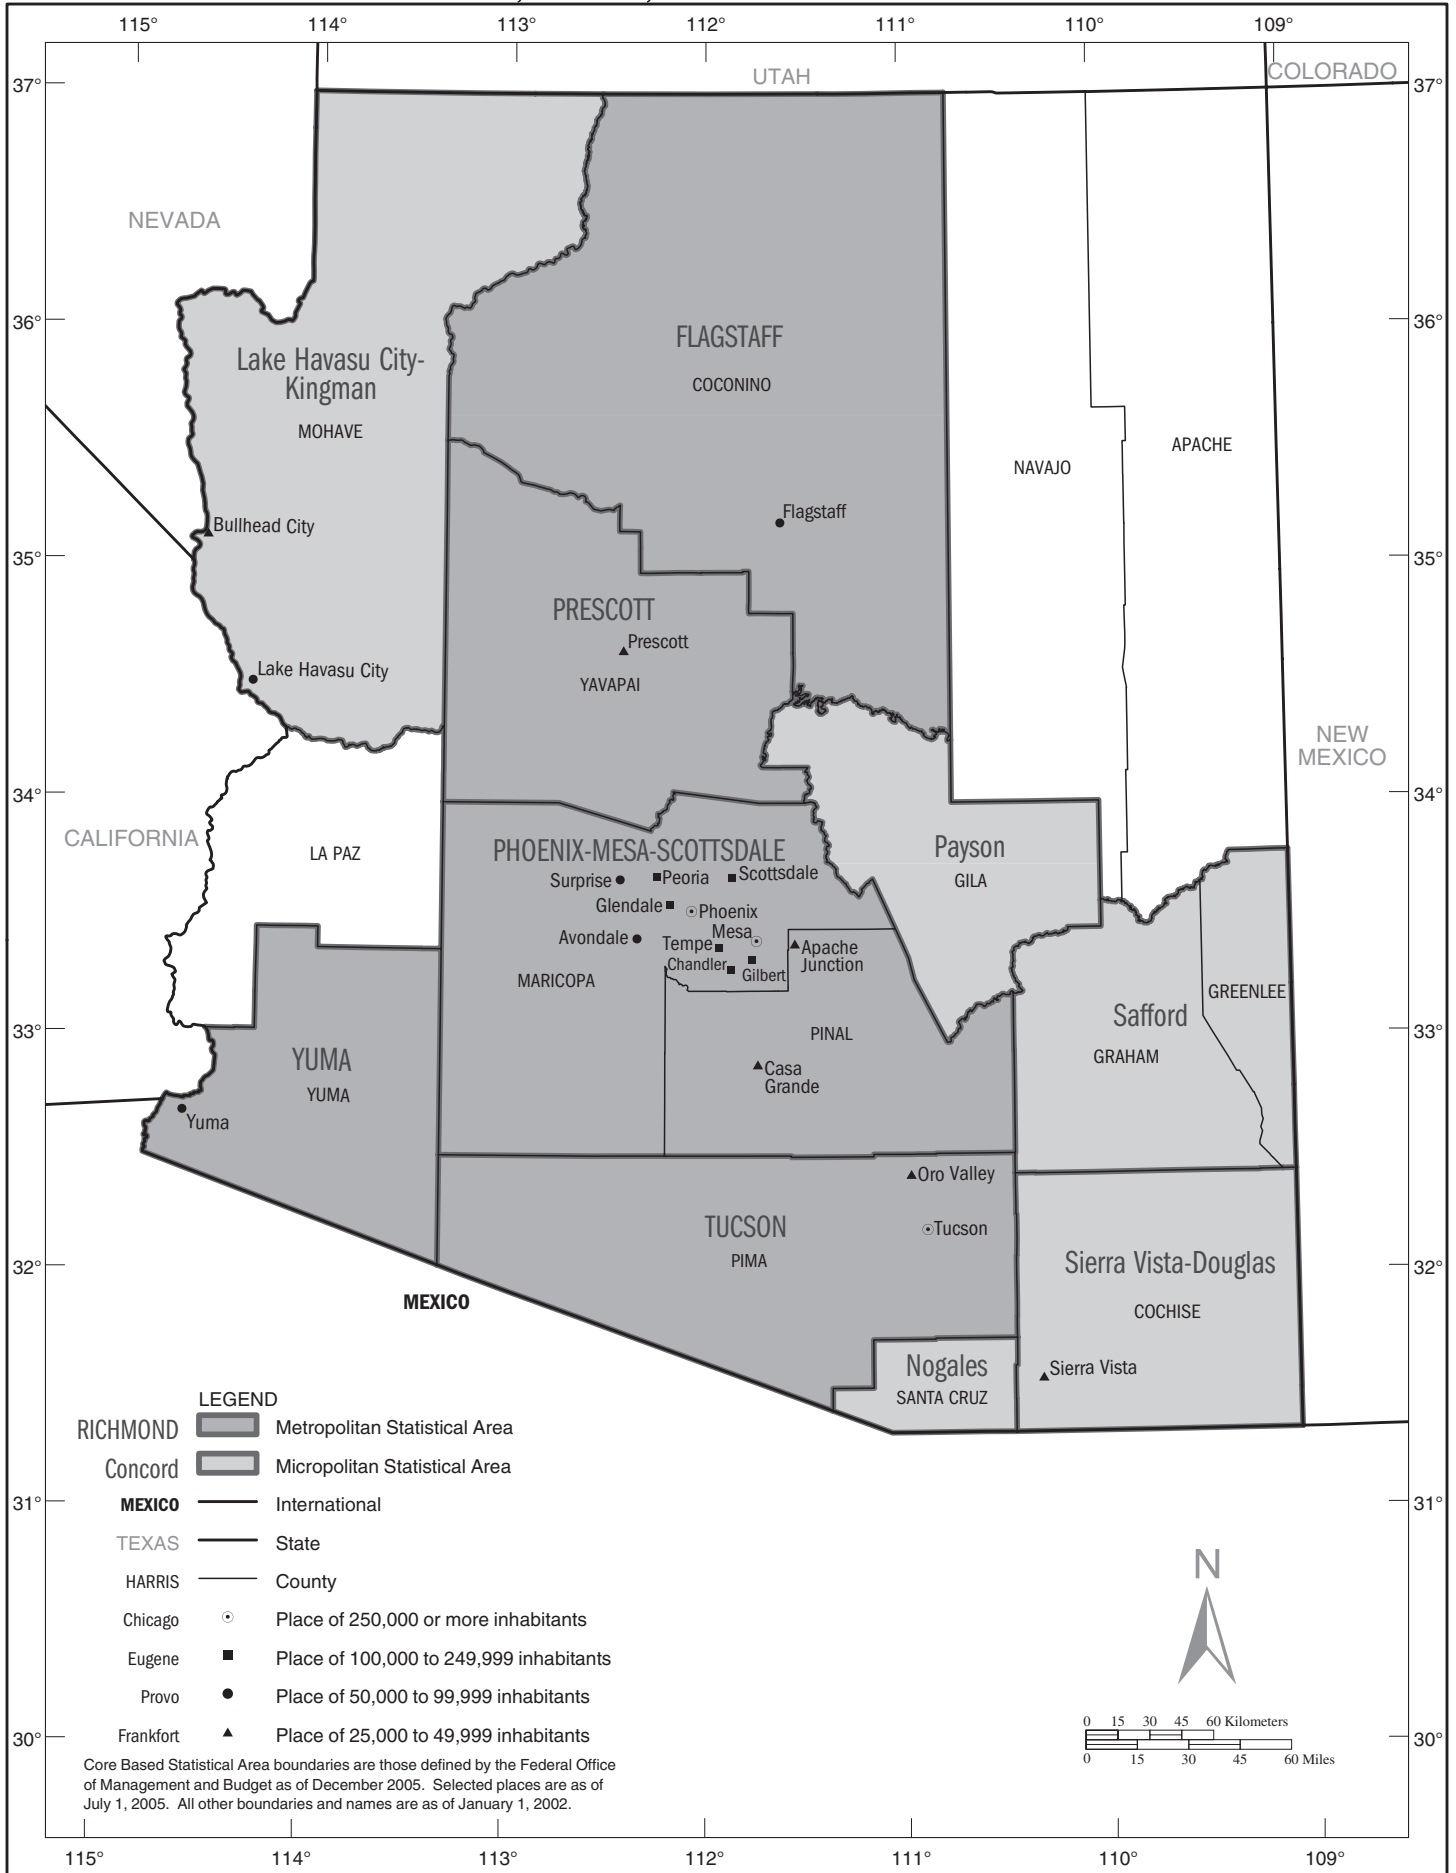 115° 114° 113° 112° 111° 110° 109°
UTAH
COLORADO
37° 37°
NEVADA
36° 36°
FLAGSTAFF
Lake Havasu City-
Kingman
COCONINO
MOHAVE
APACHE
NAVAJO
Flagstaff
Bullhead City
35° 35°
PRESCOTT
Prescott
Lake Havasu City
YAVAPAI
NEW
MEXICO
34° 34°
CALIFORNIA
LA PAZ
PHOENIX-MESA-SCOTTSDALE
Payson
GILA
Surprise
Peoria
Scottsdale
Glendale
Phoenix
Mesa
Avondale
Tempe
Apache
Junction
Chandler
Gilbert
MARICOPA
GREENLEE
Safford
33° 33°
PINAL
GRAHAM
YUMA
YUMA
Casa
Grande
Yuma
Oro Valley
TUCSON
Tucson
PIMA
32° 32°
Sierra Vista-Douglas
MEXICO
COCHISE
Nogales
SANTA CRUZ
Sierra Vista
LEGEND
RICHMOND Metropolitan Statistical Area
Concord Micropolitan Statistical Area
31° 31°
MEXICO International
TEXAS State
HARRIS County
Chicago Place of 250,000 or more inhabitants
Eugene Place of 100,000 to 249,999 inhabitants
Provo Place of 50,000 to 99,999 inhabitants
Frankfort Place of 25,000 to 49,999 inhabitants
N
0 15 30 45 60 Kilometers
0 15 30 45 60 Miles
30° 30°
Core Based Statistical Area boundaries are those defined by the Federal Office
of Management and Budget as of December 2005. Selected places are as of
July 1, 2005. All other boundaries and names are as of January 1, 2002.
115° 114° 113° 112° 111° 110° 109°